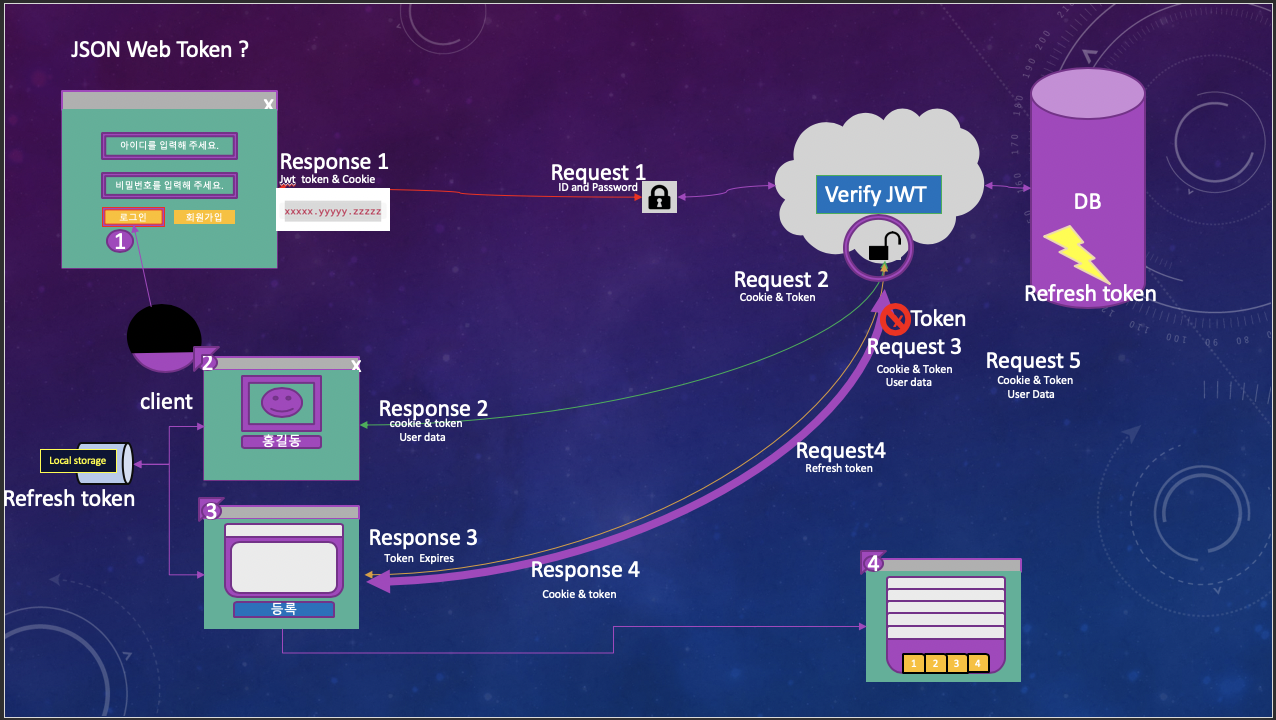 JSON Web Token ?
x
아이디를 입력해 주세요.
비밀번호를 입력해 주세요.
로그인
회원가입
1
Response 1
Jwt token & Cookie
xxxxx.yyyyy.zzzzz
Request 1
ID and Password
Verify JWT
DB
Refresh token
Request 2
Cookie & Token
Token
Request 3
Cookie & Token
User data
Request 5
Cookie & Token
User Data
client
2
x
홍길동
Response 2
cookie & token
User data
Local storage
Refresh token
Request4
Refresh token
3
등록
Response 3
Token Expires
Response 4
Cookie & token
4
1 2 3 4